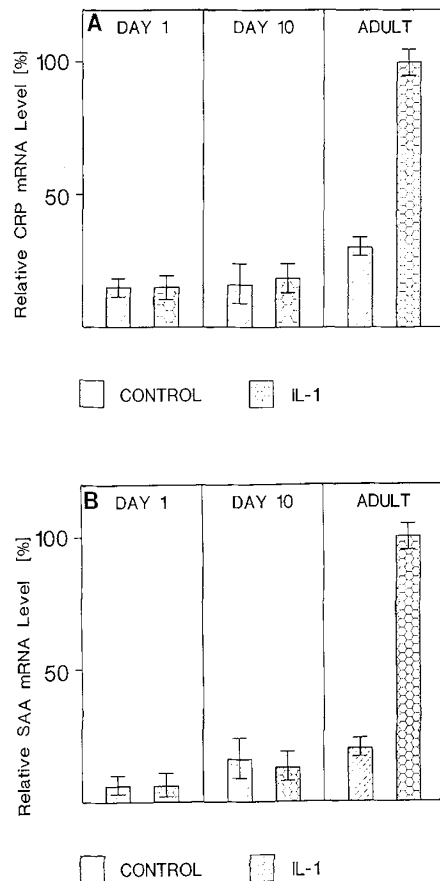 A DAY 1 DAY 10 ADULT
100
50
Relative CRP mRNA Level [%]
CONTROL IL-1
B DAY 1 DAY 10 ADULT
100
50
Relative SAA mRNA Level [%]
CONTROL IL-1